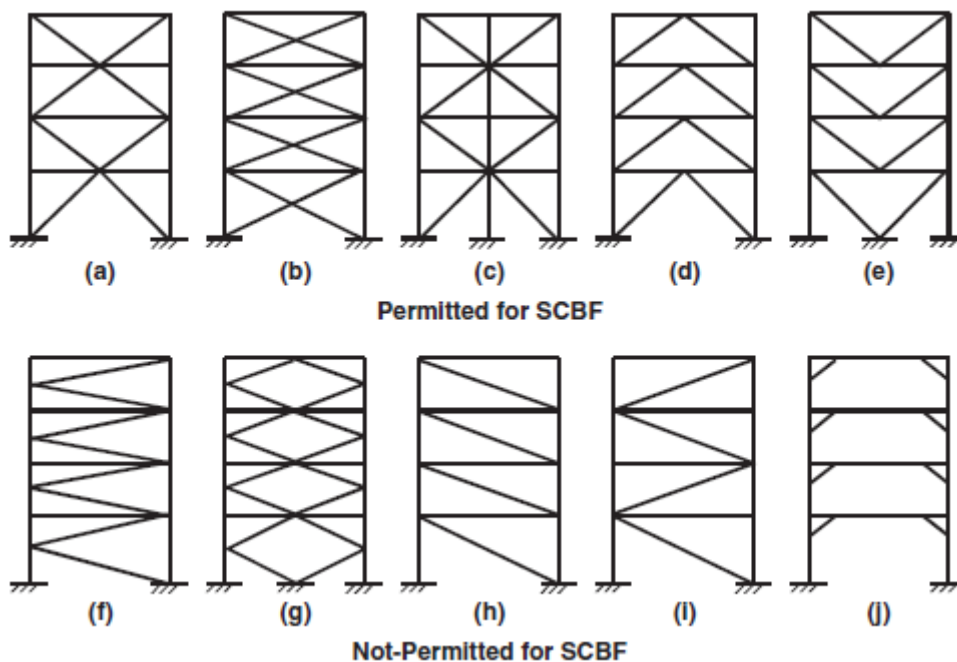 (a) (b) (c) (d) (e)
Permitted for SCBF
(f) (g) (h) (i) (j)
Not-Permitted for SCBF